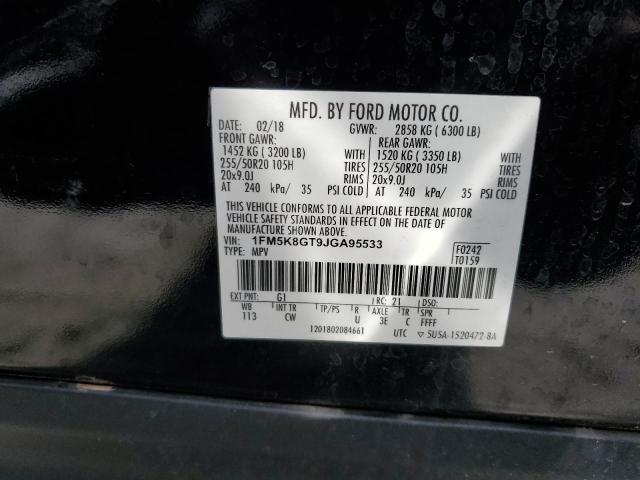 MFD. BY FORD MOTOR CO.
DATE: 02/18 GVWR: 2858 KG ( 6300 LB)
FRONT GAWR: REAR GAWR:
1452 KG ( 3200 LB) WITH 1520 KG ( 3350 LB) WITH
255/50R20 105H TIRES 255/50R20 105H TIRES
20x9.0J RIMS 20x9.0J RIMS
AT 240 kPa/ 35 PSI COLD AT 240 kPa/ 35 PSI COLD
THIS VEHICLE CONFORMS TO ALL APPLICABLE FEDERAL MOTOR
VEHICLE SAFETY STANDARDS IN EFFECT ON THE DATE OF
MANUFACTURE SHOWN ABOVE.
VIN: 1FM5K8GT9JGA95533 F0242
TYPE: MPV T0159
EXT PNT: G1 RC: 21 DSO:
WB INT TR TP/PS R AXLE TR SPR
113 CW U 3E C FFFF
1201802084661 UTC ▽ 5U5A-1520472-8A